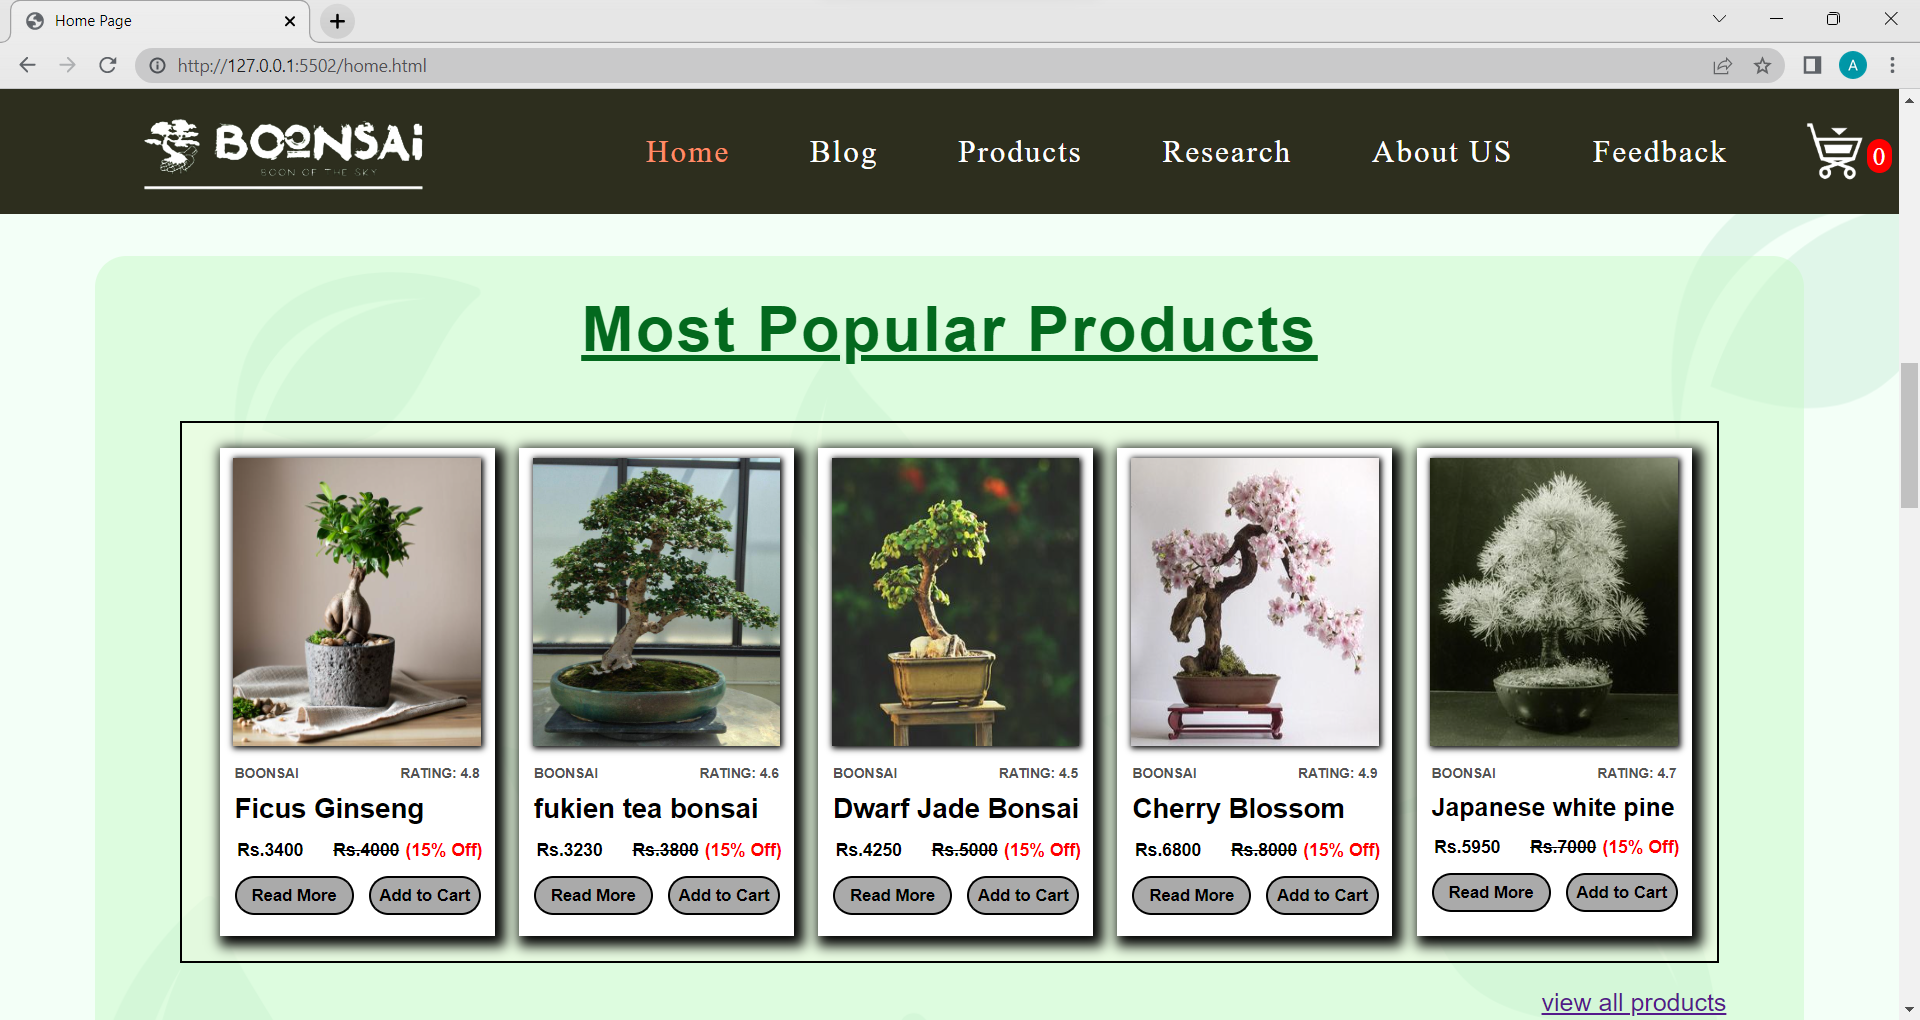 Home Page
http://127.0.0.1:5502/home.html
A
BOONSAI
BOON OF THE SKY
Home Blog Products Research About US Feedback 0
Most Popular Products
BOONSAI RATING: 4.8
Ficus Ginseng
Rs.3400 Rs.4000 (15% Off)
Read More Add to Cart
BOONSAI RATING: 4.6
fukien tea bonsai
Rs.3230 Rs.3800 (15% Off)
Read More Add to Cart
BOONSAI RATING: 4.5
Dwarf Jade Bonsai
Rs.4250 Rs.5000 (15% Off)
Read More Add to Cart
BOONSAI RATING: 4.9
Cherry Blossom
Rs.6800 Rs.8000 (15% Off)
Read More Add to Cart
BOONSAI RATING: 4.7
Japanese white pine
Rs.5950 Rs.7000 (15% Off)
Read More Add to Cart
view all products